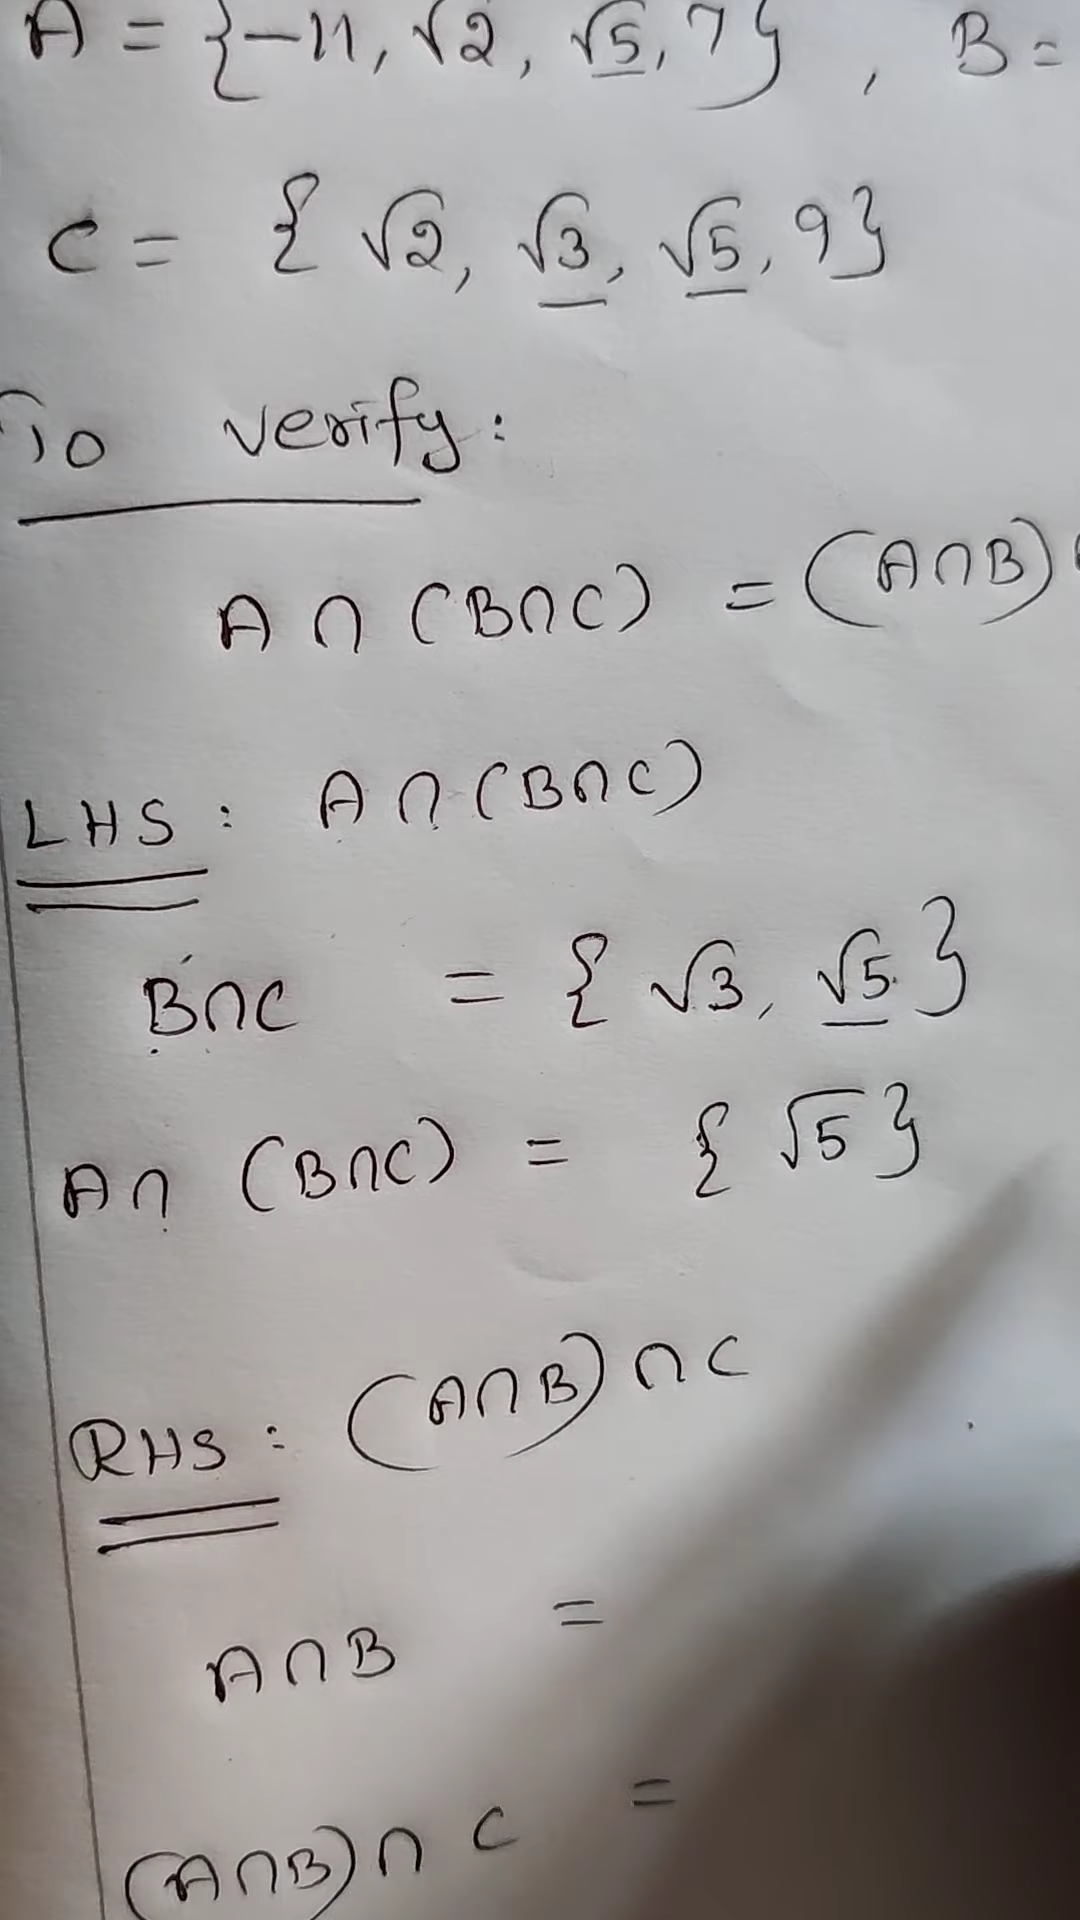 A = {-11, √2, √5, 7} , B =
C = { √2, √3, √5, 9}
To verify:
A ∩ (B∩C) = (A∩B)
LHS : A ∩ (B∩C)
B∩C = { √3, √5 }
A∩ (B∩C) = { √5 }
RHS : (A∩B) ∩ C
A∩B =
(A∩B) ∩ C =